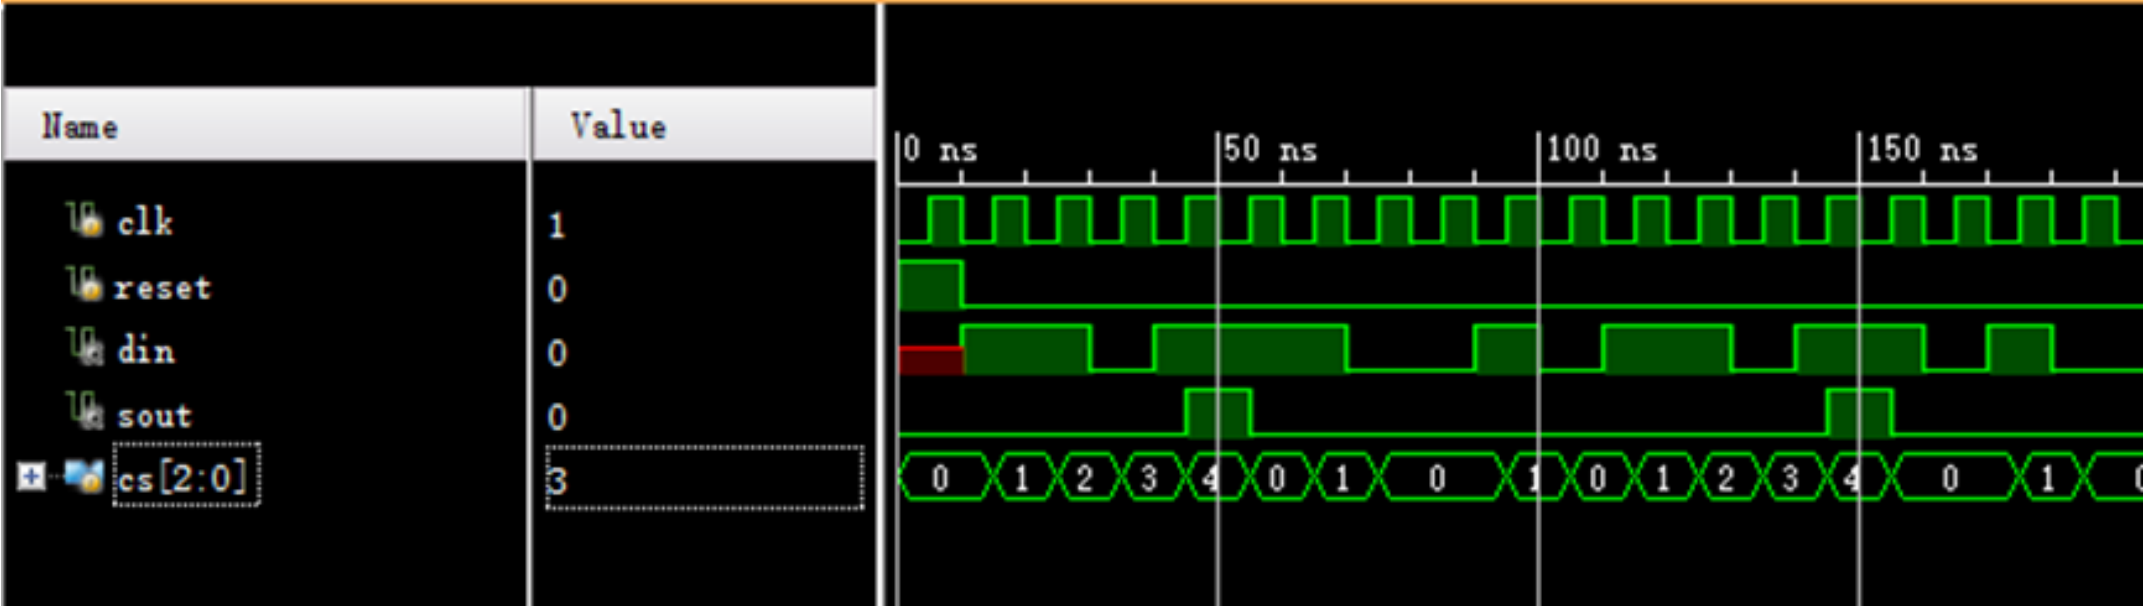 Name Value
0 ns 50 ns 100 ns 150 ns
clk 1
reset 0
din 0
sout 0
cs[2:0] 3 0 1 2 3 4 0 1 0 1 0 1 2 3 4 0 1